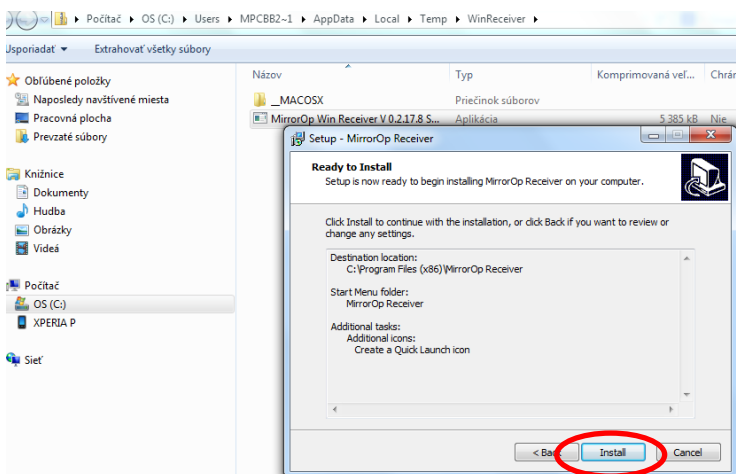 Počítač ▸ OS (C:) ▸ Users ▸ MPCBB2~1 ▸ AppData ▸ Local ▸ Temp ▸ WinReceiver ▸
Usporiadať Extrahovať všetky súbory
Obľúbené položky
Naposledy navštívené miesta
Pracovná plocha
Prevzaté súbory
Knižnice
Dokumenty
Hudba
Obrázky
Videá
Počítač
OS (C:)
XPERIA P
Sieť
Názov Typ Komprimovaná veľ... Chrár
__MACOSX Priečinok súborov
MirrorOp Win Receiver V 0.2.17.8 S... Aplikácia 5 385 kB Nie
Setup - MirrorOp Receiver
Ready to Install
Setup is now ready to begin installing MirrorOp Receiver on your computer.
Click Install to continue with the installation, or click Back if you want to review or
change any settings.
Destination location:
C:\Program Files (x86)\MirrorOp Receiver
Start Menu folder:
MirrorOp Receiver
Additional tasks:
Additional icons:
Create a Quick Launch icon
< Back Install Cancel